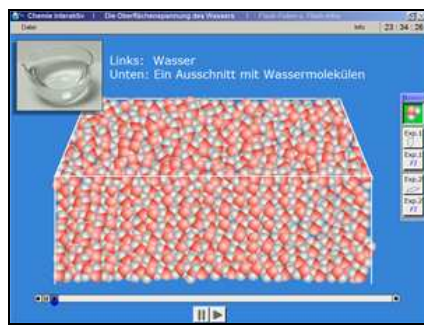 Chemie Interaktiv | Die Oberflächenspannung des Wassers |
Datei Info 23:34:26
Links: Wasser
Unten: Ein Ausschnitt mit Wassermolekülen
Exp.1
Exp.1
Exp.2
Exp.2